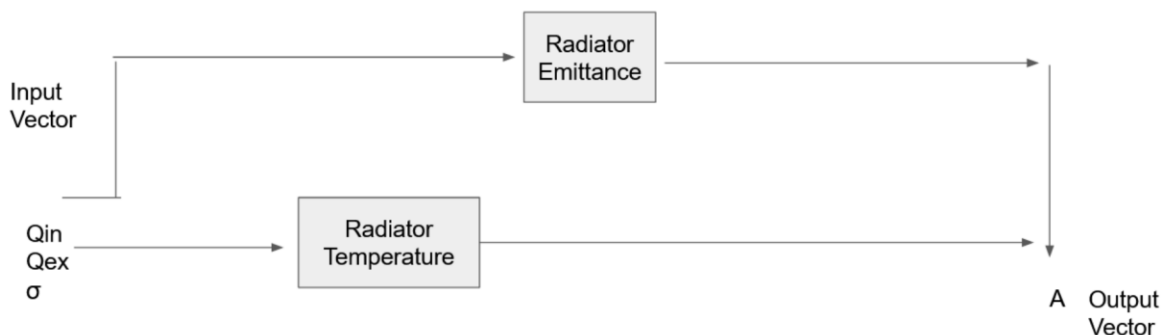 Radiator
Emittance
Input
Vector
Radiator
Temperature
Qin
Qex
σ
A Output
Vector